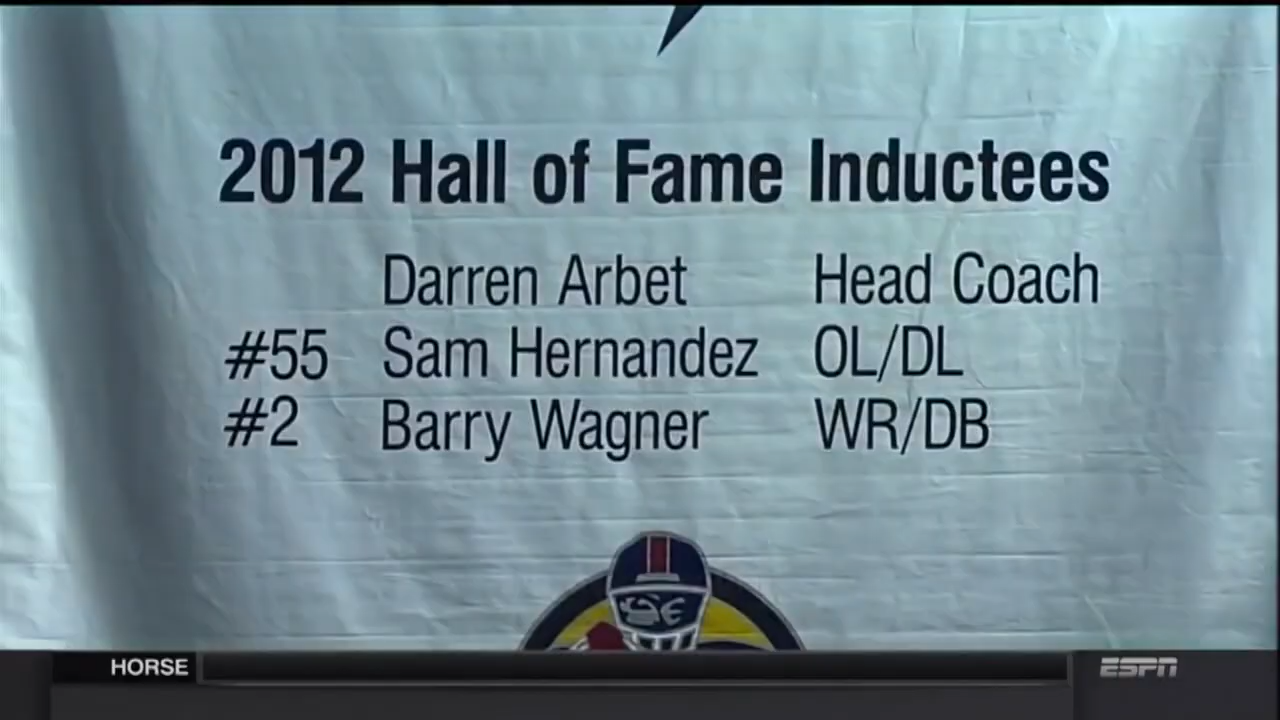 2012 Hall of Fame Inductees
Darren Arbet Head Coach
#55 Sam Hernandez OL/DL
#2 Barry Wagner WR/DB
HORSE
ESPN